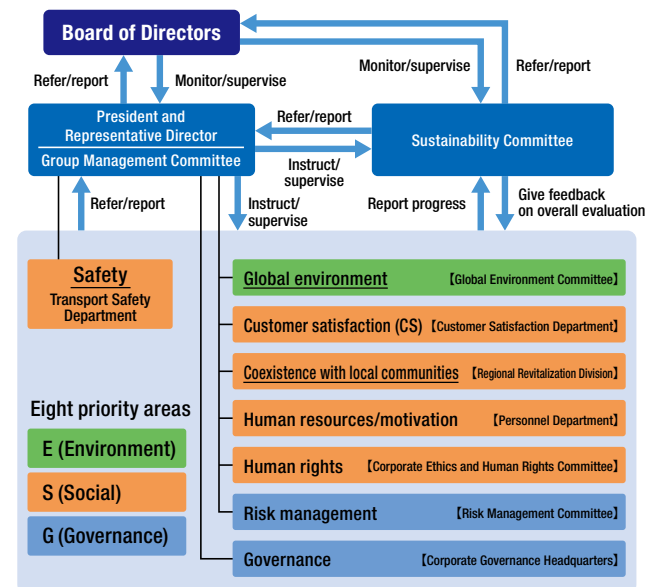 Board of Directors
Refer/report
Monitor/supervise
Monitor/supervise
Refer/report
President and
Representative Director
Group Management Committee
Refer/report
Instruct/
supervise
Sustainability Committee
Refer/report
Instruct/
supervise
Report progress
Give feedback
on overall evaluation
Safety
Transport Safety
Department
Global environment 【Global Environment Committee】
Customer satisfaction (CS) 【Customer Satisfaction Department】
Coexistence with local communities 【Regional Revitalization Division】
Human resources/motivation 【Personnel Department】
Human rights 【Corporate Ethics and Human Rights Committee】
Risk management 【Risk Management Committee】
Governance 【Corporate Governance Headquarters】
Eight priority areas
E (Environment)
S (Social)
G (Governance)